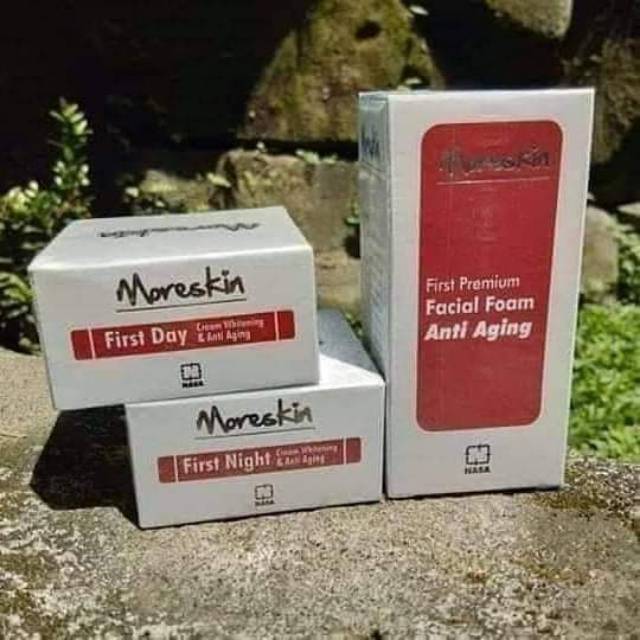 Moreskin
Moreskin
First Day Cream Whitening
& Anti Aging
NASA
Moreskin
First Night Cream Whitening
& Anti Aging
NASA
Moreskin
First Premium
Facial Foam
Anti Aging
NASA